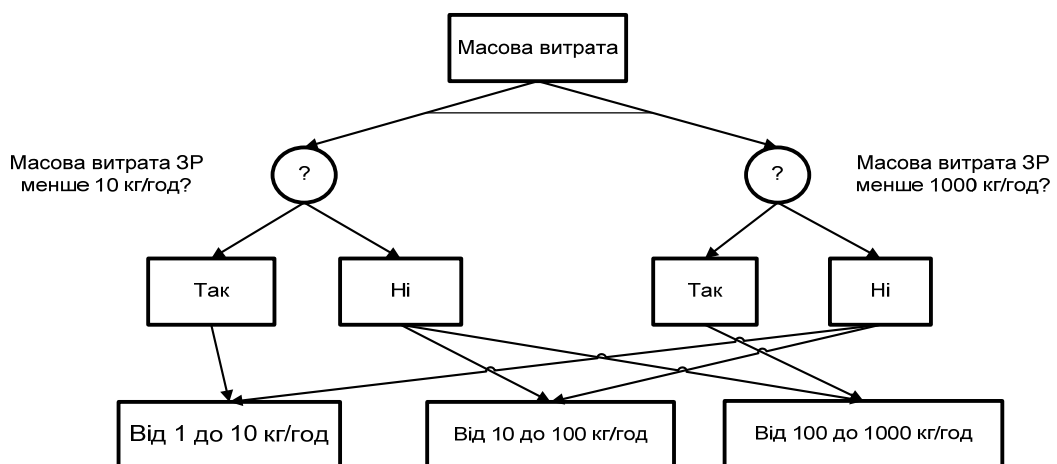 Масова витрата
Масова витрата ЗР
менше 10 кг/год?
?
?
Масова витрата ЗР
менше 1000 кг/год?
Так
Ні
Так
Ні
Від 1 до 10 кг/год
Від 10 до 100 кг/год
Від 100 до 1000 кг/год